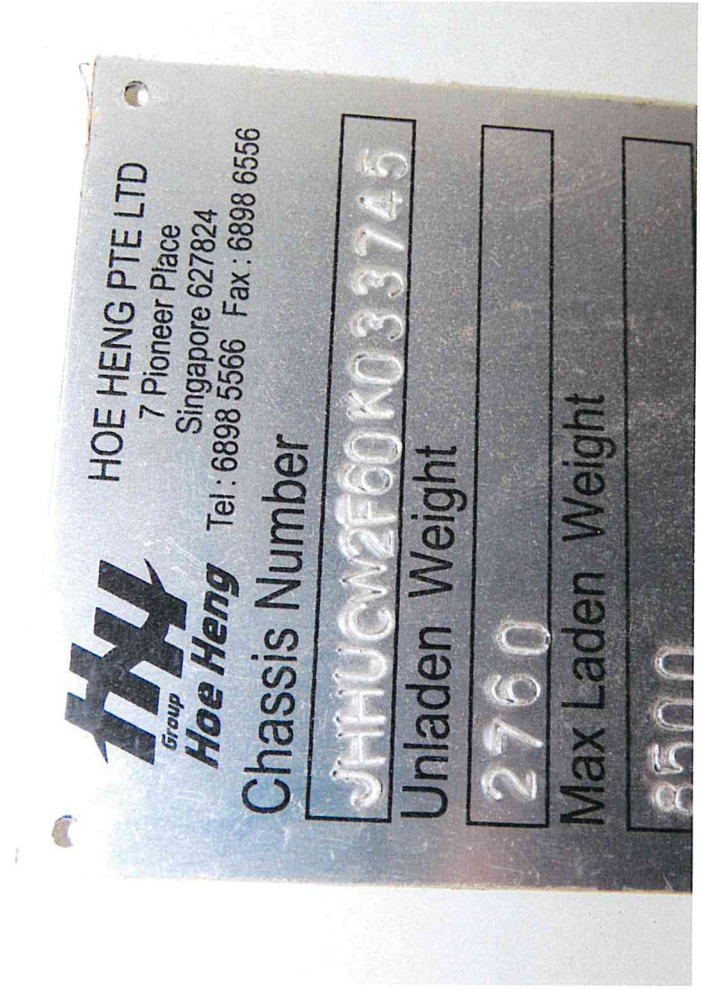 HH
Group
Hoe Heng
HOE HENG PTE LTD
7 Pioneer Place
Singapore 627824
Tel : 6898 5566 Fax : 6898 6556
Chassis Number
JHHUCW2F60K033745
Unladen Weight
2760
Max Laden Weight
8500